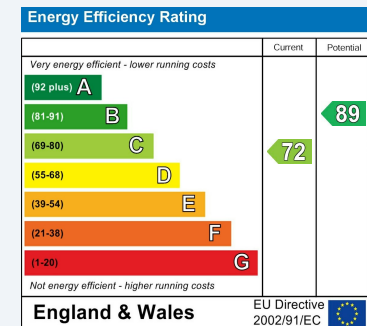 Energy Efficiency Rating
Current Potential
Very energy efficient - lower running costs
(92 plus) A
(81-91) B
89
(69-80) C
72
(55-68) D
(39-54) E
(21-38) F
(1-20) G
Not energy efficient - higher running costs
England & Wales
EU Directive
2002/91/EC